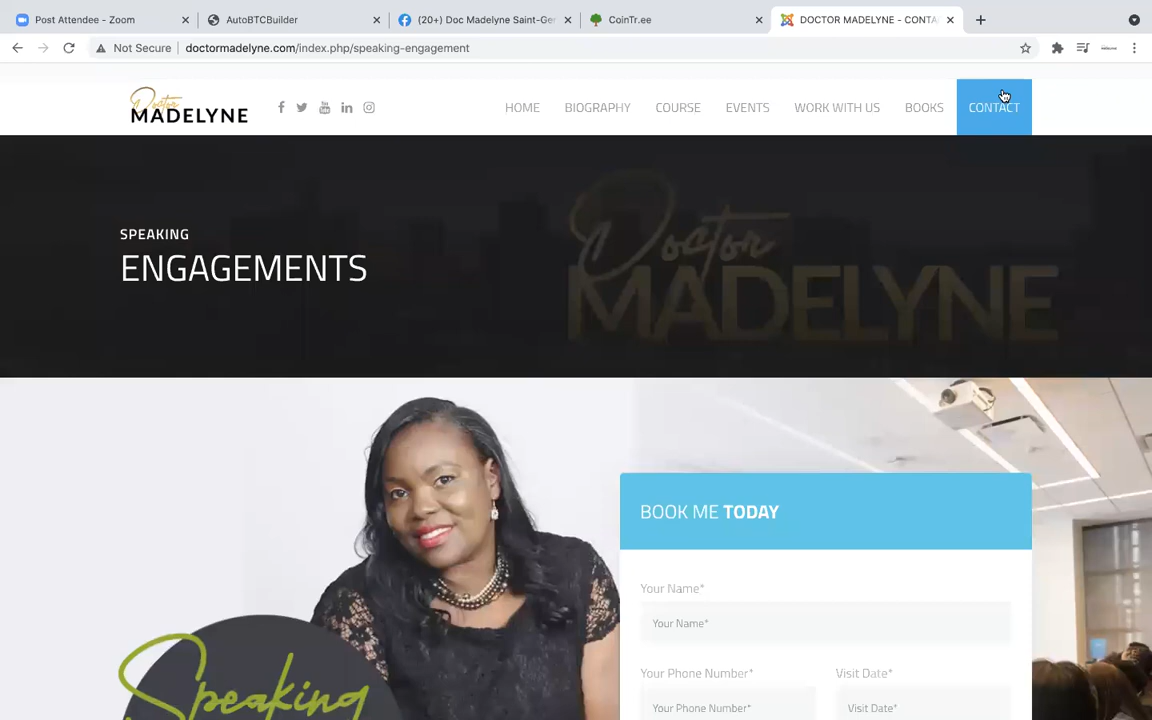 Post Attendee - Zoom
AutoBTCBuilder
(20+) Doc Madelyne Saint-Ger
CoinTr.ee
DOCTOR MADELYNE - CONTA
Not Secure
doctormadelyne.com/index.php/speaking-engagement
Doctor
MADELYNE
HOME
BIOGRAPHY
COURSE
EVENTS
WORK WITH US
BOOKS
CONTACT
SPEAKING
ENGAGEMENTS
Doctor
MADELYNE
BOOK ME TODAY
Your Name*
Your Name*
Your Phone Number*
Visit Date*
Your Phone Number*
Visit Date*
Speaking